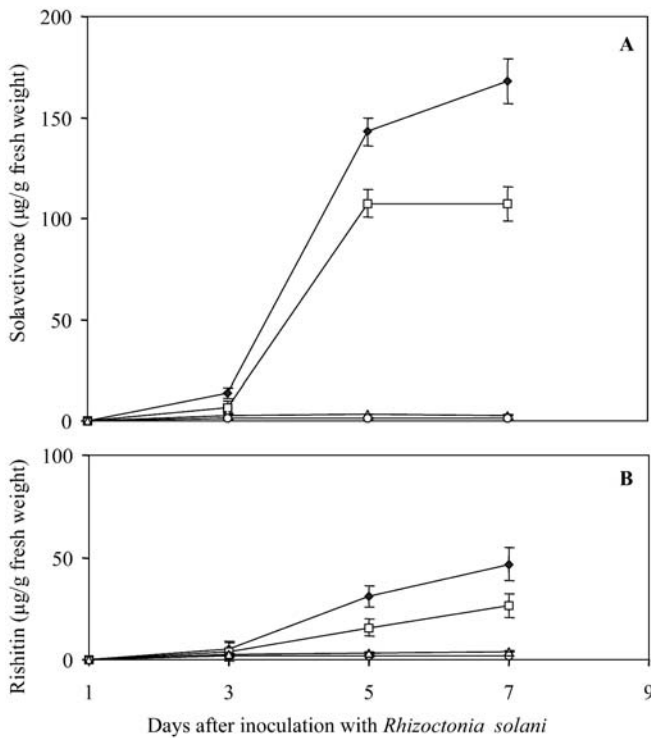 200
A
150
100
50
0
Solavetivone (µg/g fresh weight)
100
B
50
0
Rishitin (µg/g fresh weight)
1 3 5 7 9
Days after inoculation with Rhizoctonia solani